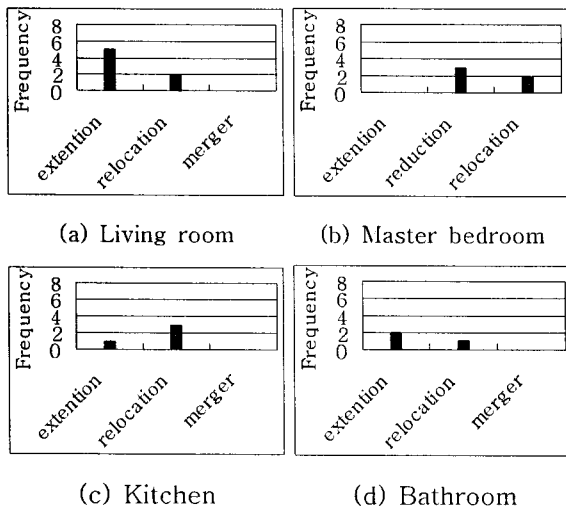 Frequency
8
6
4
2
0
extention
relocation
merger
(a) Living room
Frequency
8
6
4
2
0
extention
reduction
relocation
(b) Master bedroom
Frequency
8
6
4
2
0
extention
relocation
merger
(c) Kitchen
Frequency
8
6
4
2
0
extention
relocation
merger
(d) Bathroom